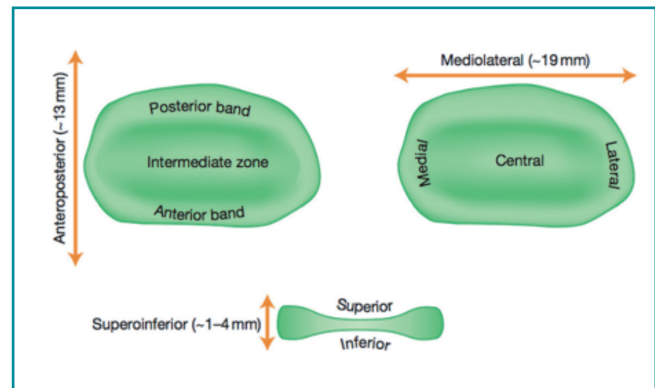 Anteroposterior (~13 mm)
Posterior band
Intermediate zone
Anterior band
Mediolateral (~19 mm)
Medial
Central
Lateral
Superoinferior (~1–4 mm)
Superior
Inferior